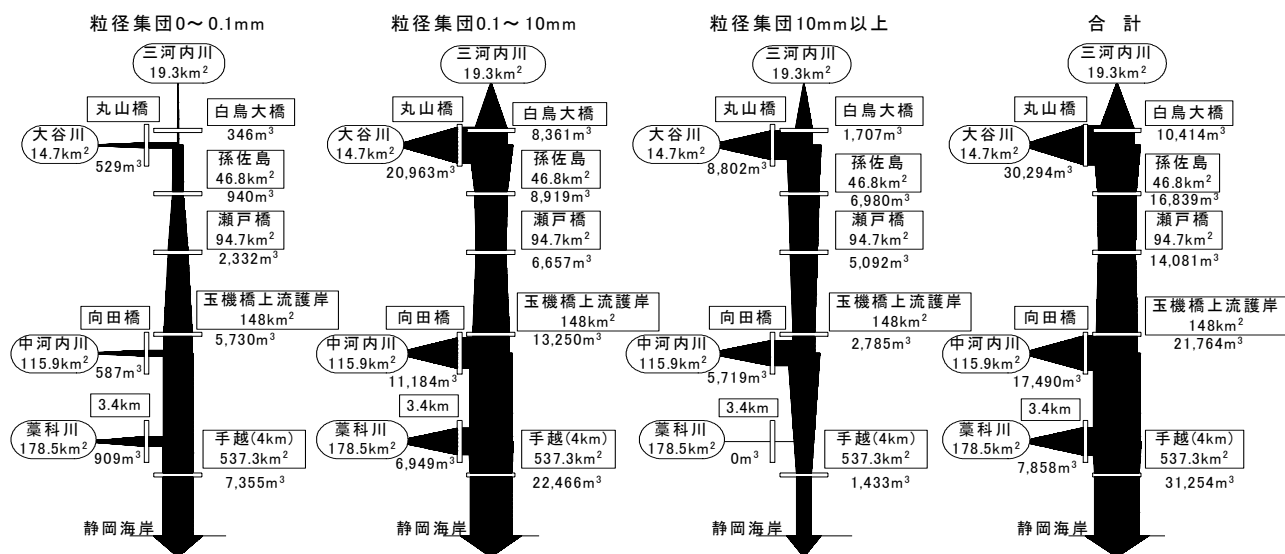 粒径集団0～0.1mm
三河内川
19.3km²
丸山橋
白鳥大橋
346m³
大谷川
14.7km²
529m³
孫佐島
46.8km²
940m³
瀬戸橋
94.7km²
2,332m³
玉機橋上流護岸
148km²
5,730m³
向田橋
中河内川
115.9km²
587m³
3.4km
藁科川
178.5km²
909m³
手越(4km)
537.3km²
7,355m³
静岡海岸
粒径集団0.1～10mm
三河内川
19.3km²
丸山橋
白鳥大橋
8,361m³
大谷川
14.7km²
20,963m³
孫佐島
46.8km²
8,919m³
瀬戸橋
94.7km²
6,657m³
玉機橋上流護岸
148km²
13,250m³
向田橋
中河内川
115.9km²
11,184m³
3.4km
藁科川
178.5km²
6,949m³
手越(4km)
537.3km²
22,466m³
静岡海岸
粒径集団10mm以上
三河内川
19.3km²
丸山橋
白鳥大橋
1,707m³
大谷川
14.7km²
8,802m³
孫佐島
46.8km²
6,980m³
瀬戸橋
94.7km²
5,092m³
玉機橋上流護岸
148km²
2,785m³
向田橋
中河内川
115.9km²
5,719m³
3.4km
藁科川
178.5km²
0m³
手越(4km)
537.3km²
1,433m³
静岡海岸
合 計
三河内川
19.3km²
丸山橋
白鳥大橋
10,414m³
大谷川
14.7km²
30,294m³
孫佐島
46.8km²
16,839m³
瀬戸橋
94.7km²
14,081m³
玉機橋上流護岸
148km²
21,764m³
向田橋
中河内川
115.9km²
17,490m³
3.4km
藁科川
178.5km²
7,858m³
手越(4km)
537.3km²
31,254m³
静岡海岸